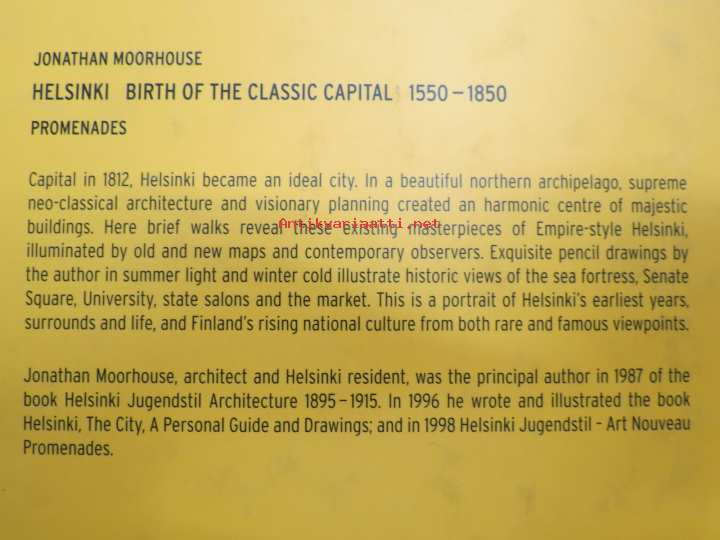 JONATHAN MOORHOUSE
HELSINKI BIRTH OF THE CLASSIC CAPITAL 1550–1850
PROMENADES
Capital in 1812, Helsinki became an ideal city. In a beautiful northern archipelago, supreme
neo-classical architecture and visionary planning created an harmonic centre of majestic
buildings. Here brief walks reveal these existing masterpieces of Empire-style Helsinki,
Antikvariaatti.net
illuminated by old and new maps and contemporary observers. Exquisite pencil drawings by
the author in summer light and winter cold illustrate historic views of the sea fortress, Senate
Square, University, state salons and the market. This is a portrait of Helsinki's earliest years,
surrounds and life, and Finland's rising national culture from both rare and famous viewpoints.
Jonathan Moorhouse, architect and Helsinki resident, was the principal author in 1987 of the
book Helsinki Jugendstil Architecture 1895–1915. In 1996 he wrote and illustrated the book
Helsinki, The City, A Personal Guide and Drawings; and in 1998 Helsinki Jugendstil - Art Nouveau
Promenades.